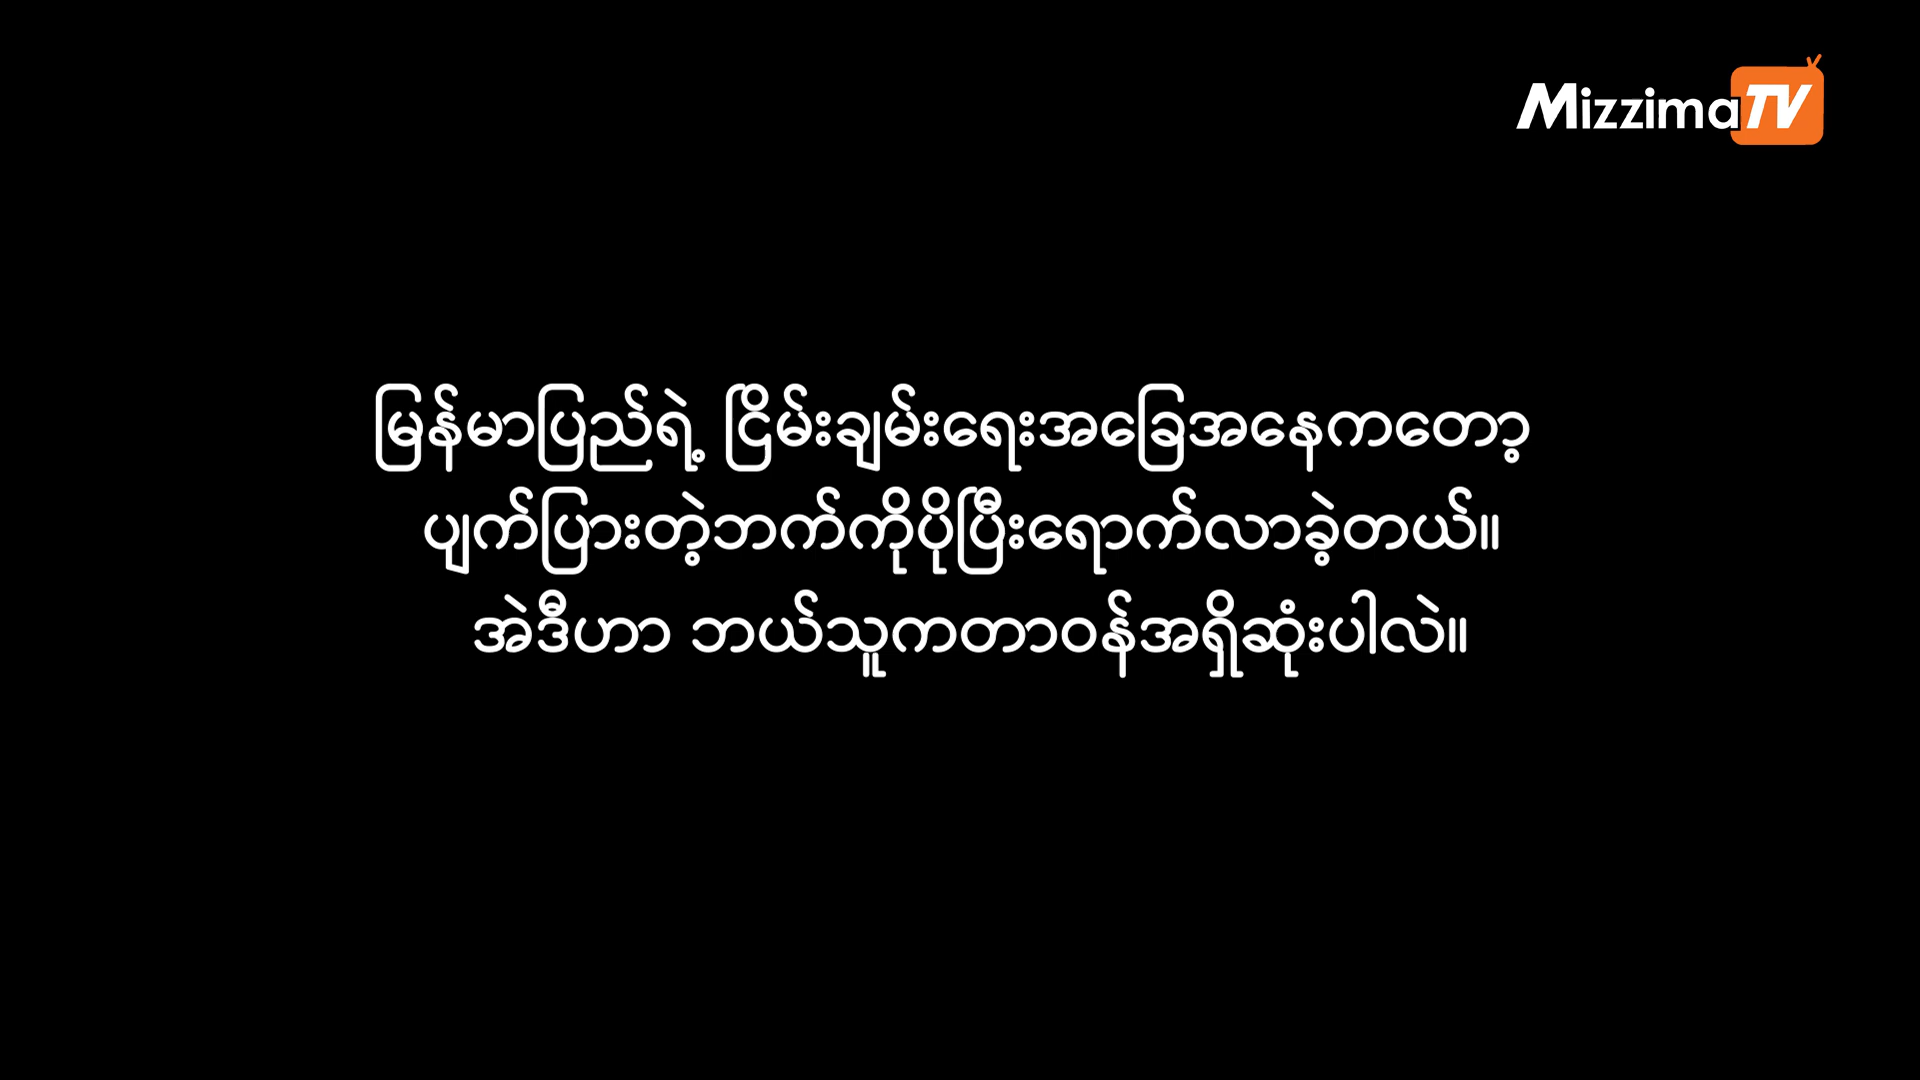 MizzimaTV
မြန်မာပြည်ရဲ့ ငြိမ်းချမ်းရေးအခြေအနေကတော့
ပျက်ပြားတဲ့ဘက်ကိုပိုပြီးရောက်လာခဲ့တယ်။
အဲဒီဟာ ဘယ်သူကတာဝန်အရှိဆုံးပါလဲ။